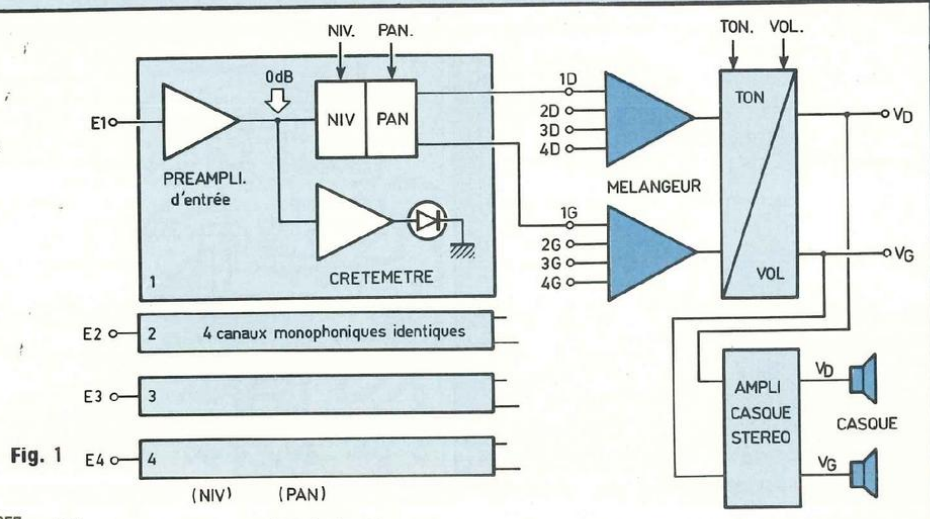 NIV. PAN.
TON. VOL.
0dB
1D
E1
NIV PAN
2D
3D
4D
TON
VD
PREAMPLI.
d'entrée
MELANGEUR
1G
2G
3G
4G
VG
VOL
CRETEMETRE
1
E2 2 4 canaux monophoniques identiques
E3 3
E4 4
(NIV) (PAN)
Fig. 1
AMPLI
CASQUE
STEREO
VD
CASQUE
VG